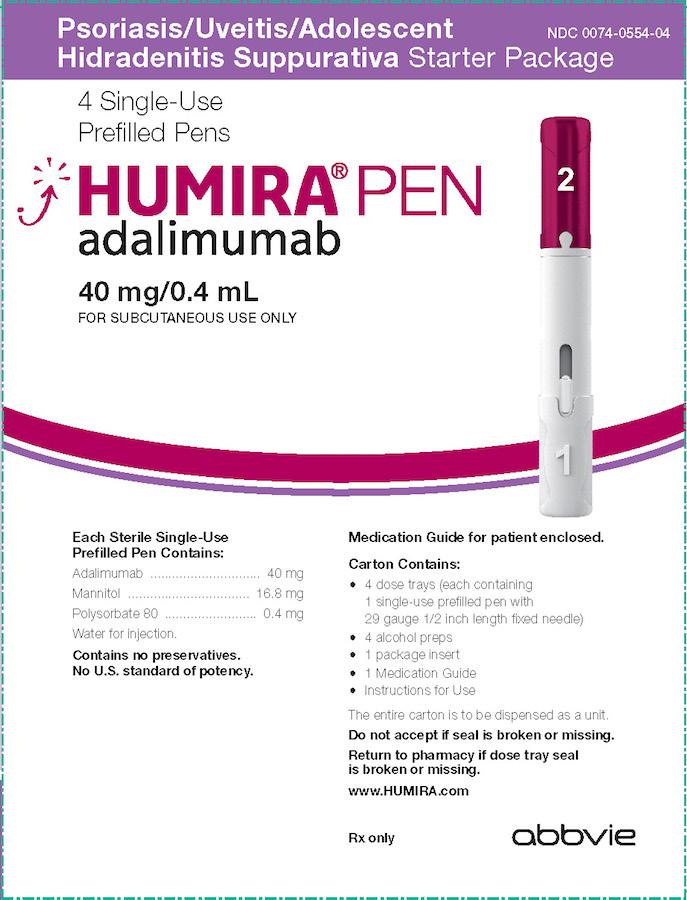 Psoriasis/Uveitis/Adolescent
NDC 0074-0554-04
Hidradenitis Suppurativa Starter Package
4 Single-Use
Prefilled Pens
HUMIRA® PEN
adalimumab
40 mg/0.4 mL
FOR SUBCUTANEOUS USE ONLY
2
1
Each Sterile Single-Use
Prefilled Pen Contains:
Adalimumab ............................... 40 mg
Mannitol .................................. 16.8 mg
Polysorbate 80 .......................... 0.4 mg
Water for injection.
Contains no preservatives.
No U.S. standard of potency.
Medication Guide for patient enclosed.
Carton Contains:
• 4 dose trays (each containing
1 single-use prefilled pen with
29 gauge 1/2 inch length fixed needle)
• 4 alcohol preps
• 1 package insert
• 1 Medication Guide
• Instructions for Use
The entire carton is to be dispensed as a unit.
Do not accept if seal is broken or missing.
Return to pharmacy if dose tray seal
is broken or missing.
www.HUMIRA.com
Rx only
abbvie